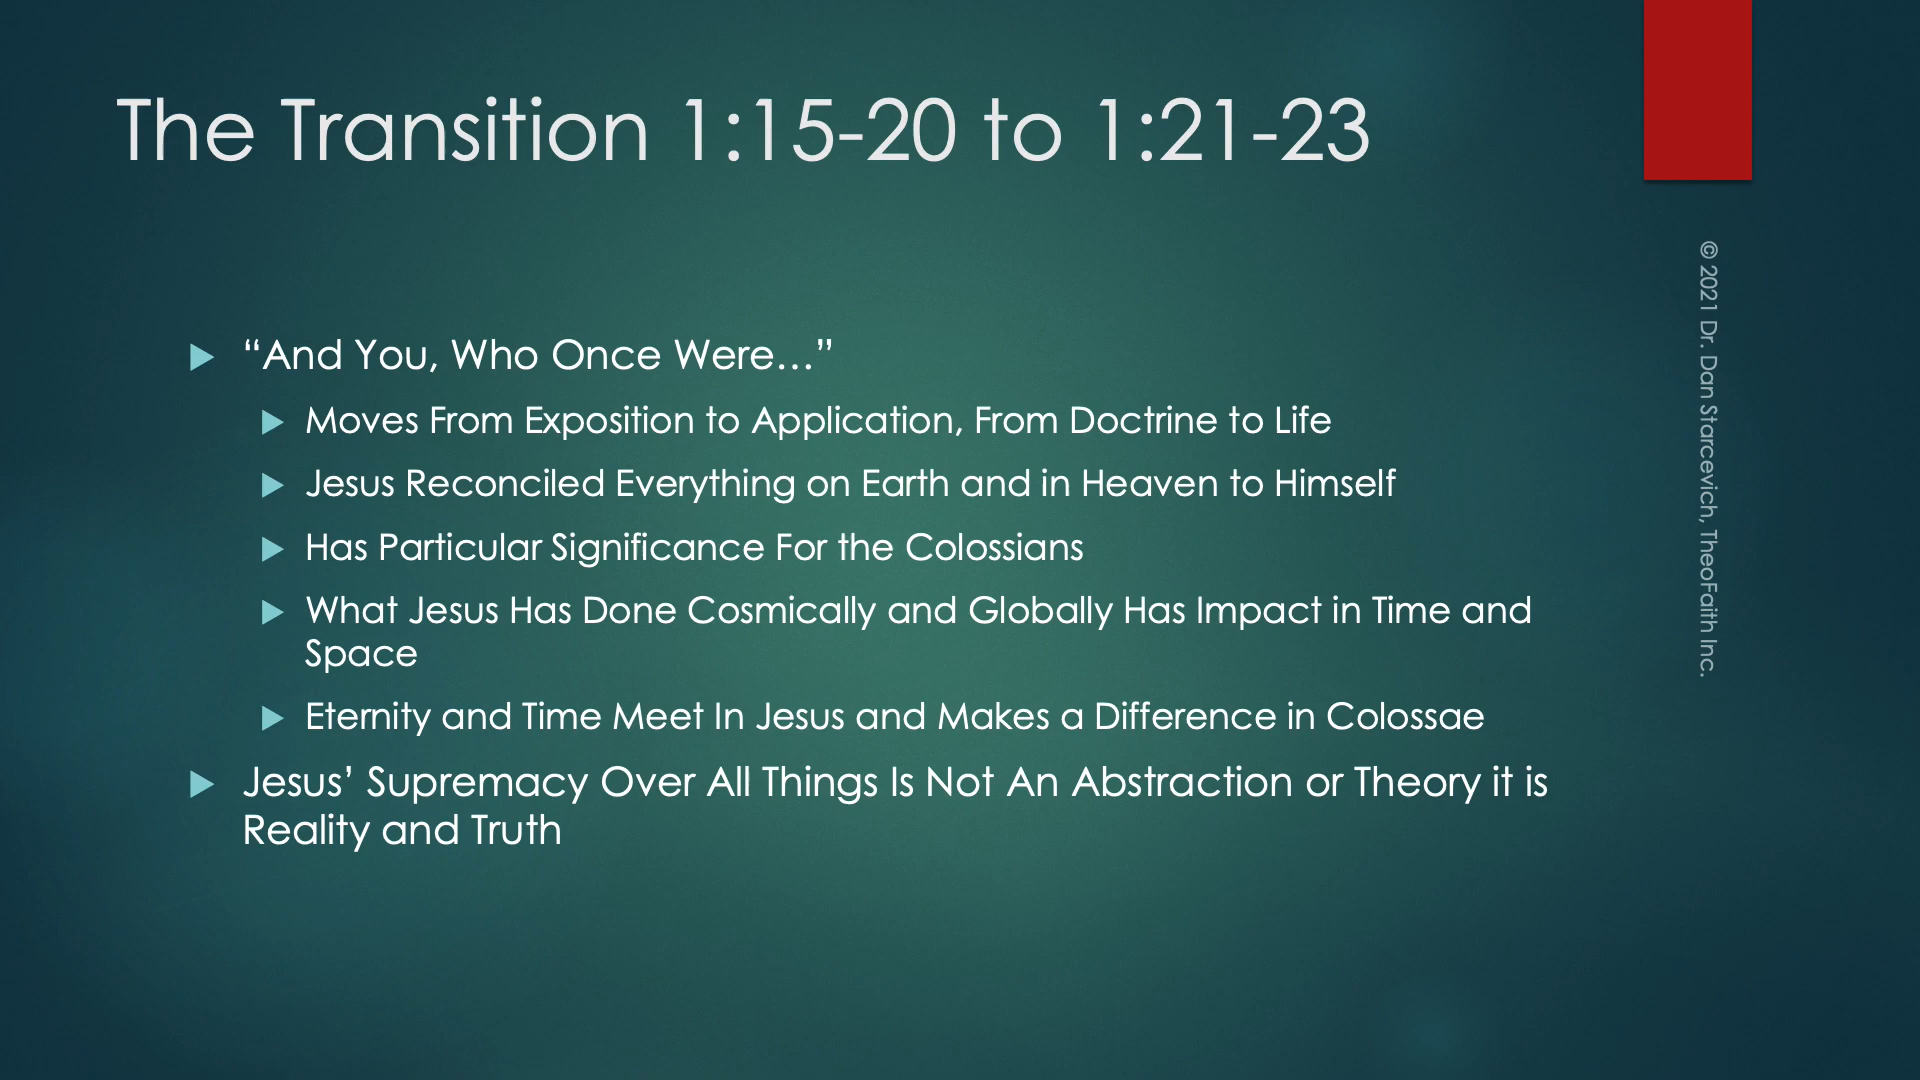 The Transition 1:15-20 to 1:21-23
“And You, Who Once Were…”
Moves From Exposition to Application, From Doctrine to Life
Jesus Reconciled Everything on Earth and in Heaven to Himself
Has Particular Significance For the Colossians
What Jesus Has Done Cosmically and Globally Has Impact in Time and
Space
Eternity and Time Meet In Jesus and Makes a Difference in Colossae
Jesus’ Supremacy Over All Things Is Not An Abstraction or Theory it is
Reality and Truth
© 2021 Dr. Dan Starcevich, TheoFaith Inc.